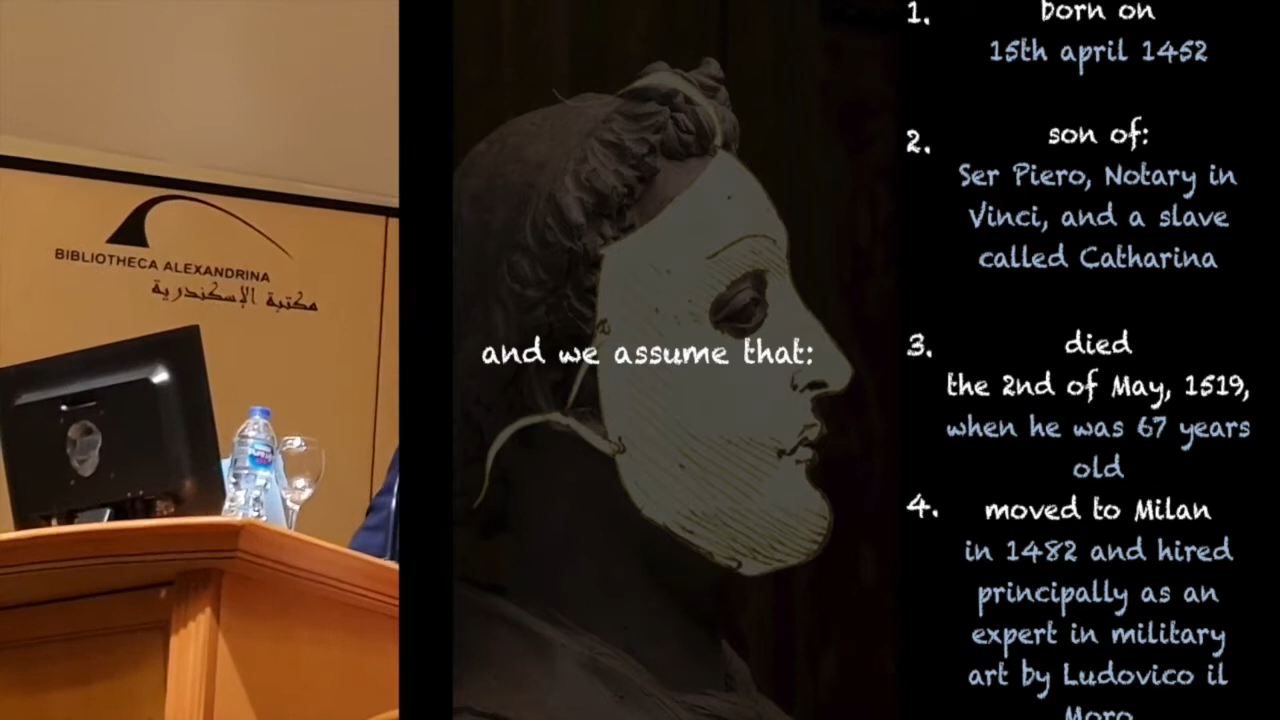 BIBLIOTHECA ALEXANDRINA
مكتبة الإسكندرية
and we assume that:
1.
born on
15th april 1452
2.
son of:
Ser Piero, Notary in
Vinci, and a slave
called Catharina
3.
died
the 2nd of May, 1519,
when he was 67 years
old
4.
moved to Milan
in 1482 and hired
principally as an
expert in military
art by Ludovico il
Moro